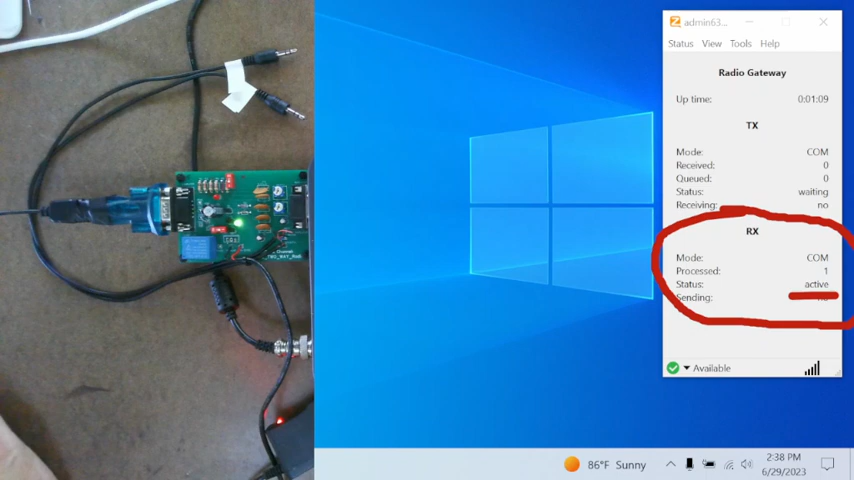 admin63...
Status View Tools Help
Radio Gateway
Up time: 0:01:09
TX
Mode: COM
Received: 0
Queued: 0
Status: waiting
Receiving: no
RX
Mode: COM
Processed: 1
Status: active
Sending:
Available
86°F Sunny
2:38 PM
6/29/2023